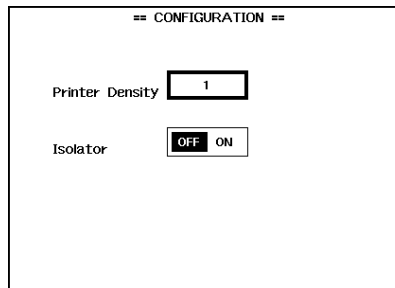 == CONFIGURATION ==
Printer Density 1
Isolator OFF ON